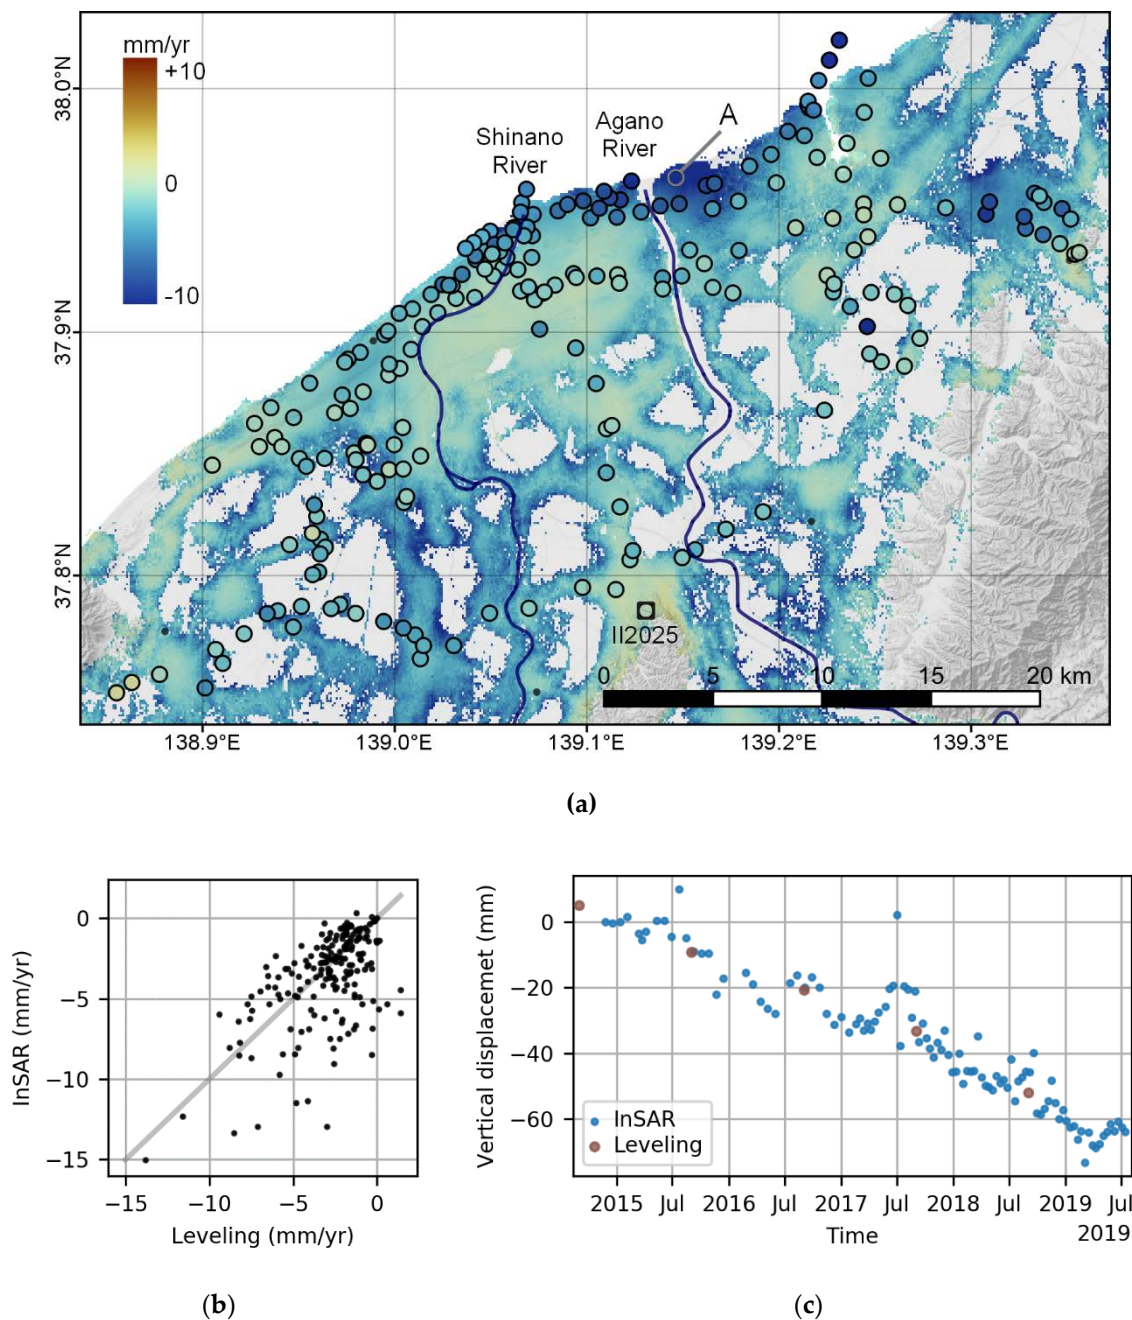 mm/yr
+10
0
-10
38.0°N
37.9°N
37.8°N
Shinano
River
Agano
River
A
II2025
0 5 10 15 20 km
138.9°E 139.0°E 139.1°E 139.2°E 139.3°E
(a)
InSAR (mm/yr)
0
−5
−10
−15
−15 −10 −5 0
Leveling (mm/yr)
(b)
Vertical displacemet (mm)
0
−20
−40
−60
InSAR
Leveling
2015 Jul 2016 Jul 2017 Jul 2018 Jul 2019 Jul
2019
Time
(c)